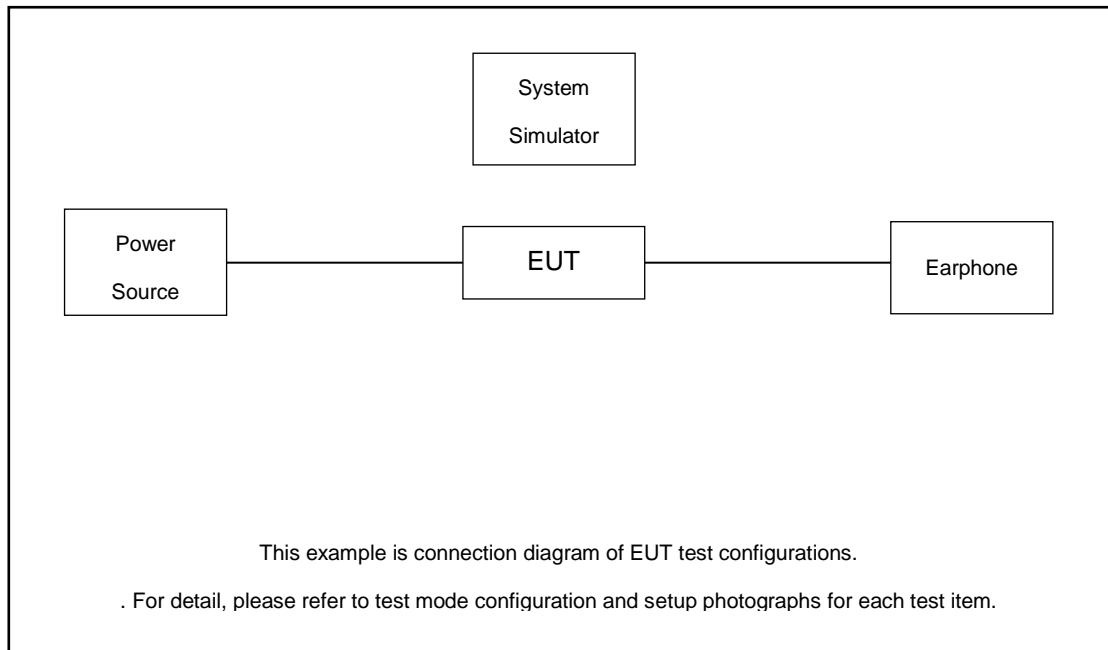 System
Simulator
Power
Source
EUT
Earphone
This example is connection diagram of EUT test configurations.
. For detail, please refer to test mode configuration and setup photographs for each test item.